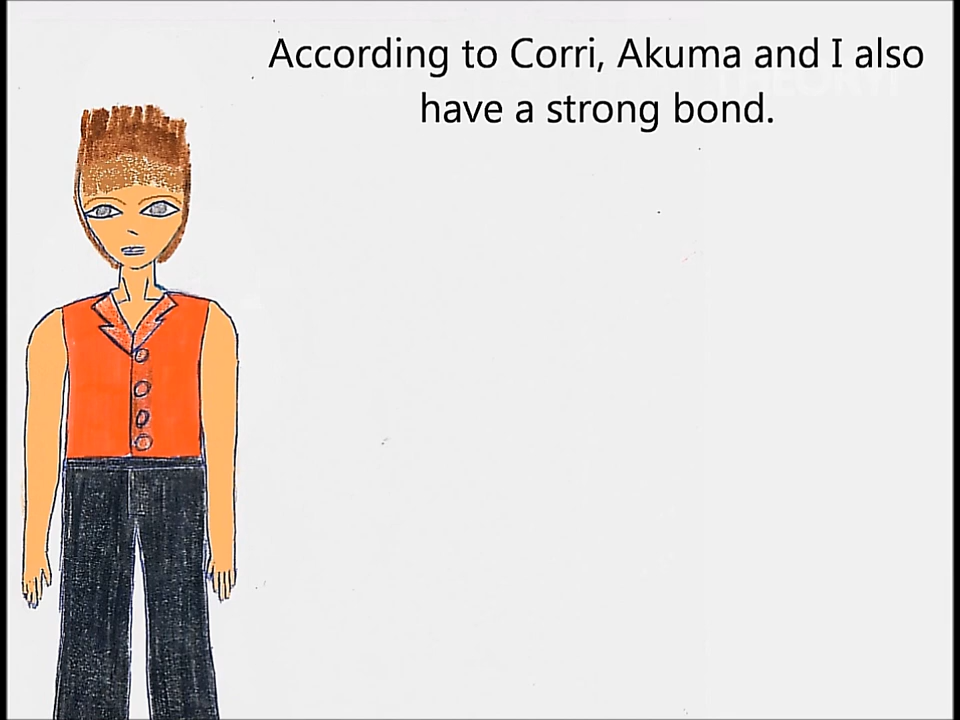 According to Corri, Akuma and I also
have a strong bond.